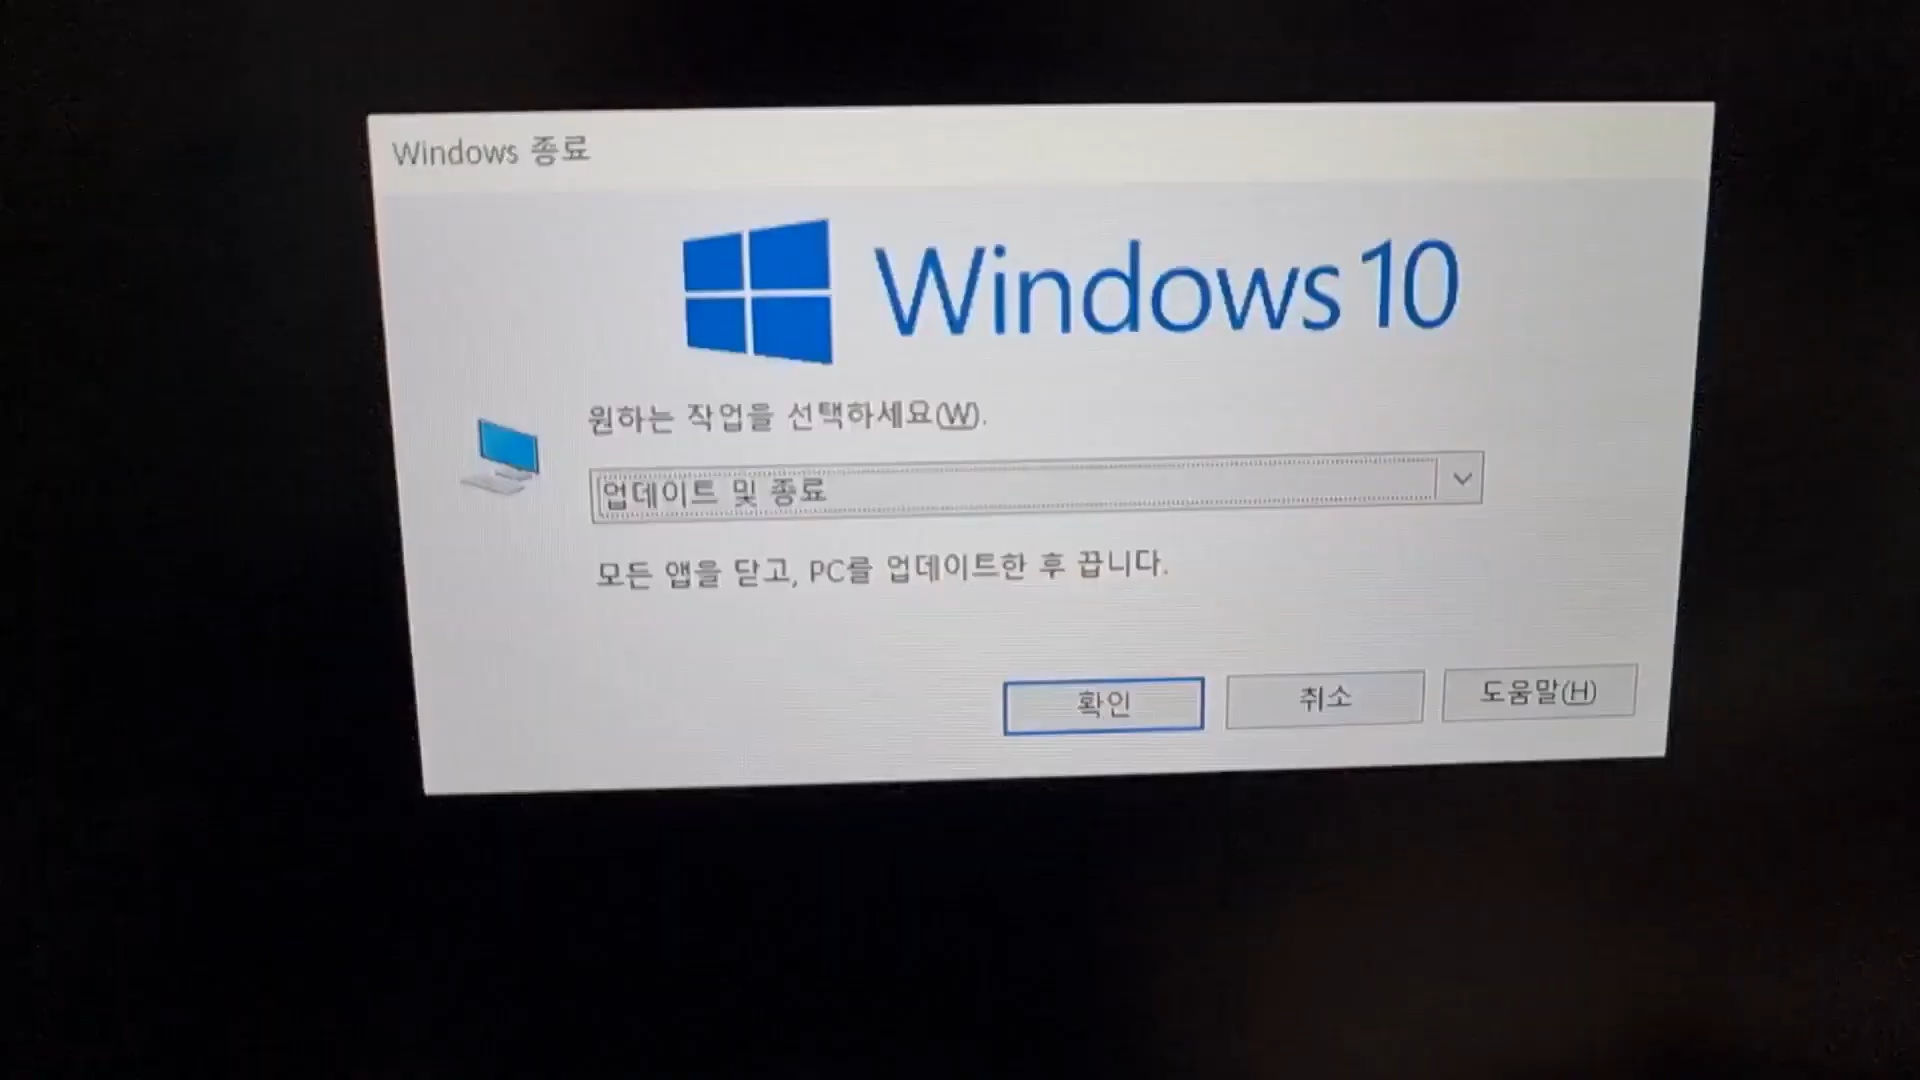 Windows 종료
Windows 10
원하는 작업을 선택하세요(W).
업데이트 및 종료
모든 앱을 닫고, PC를 업데이트한 후 끕니다.
확인
취소
도움말(H)